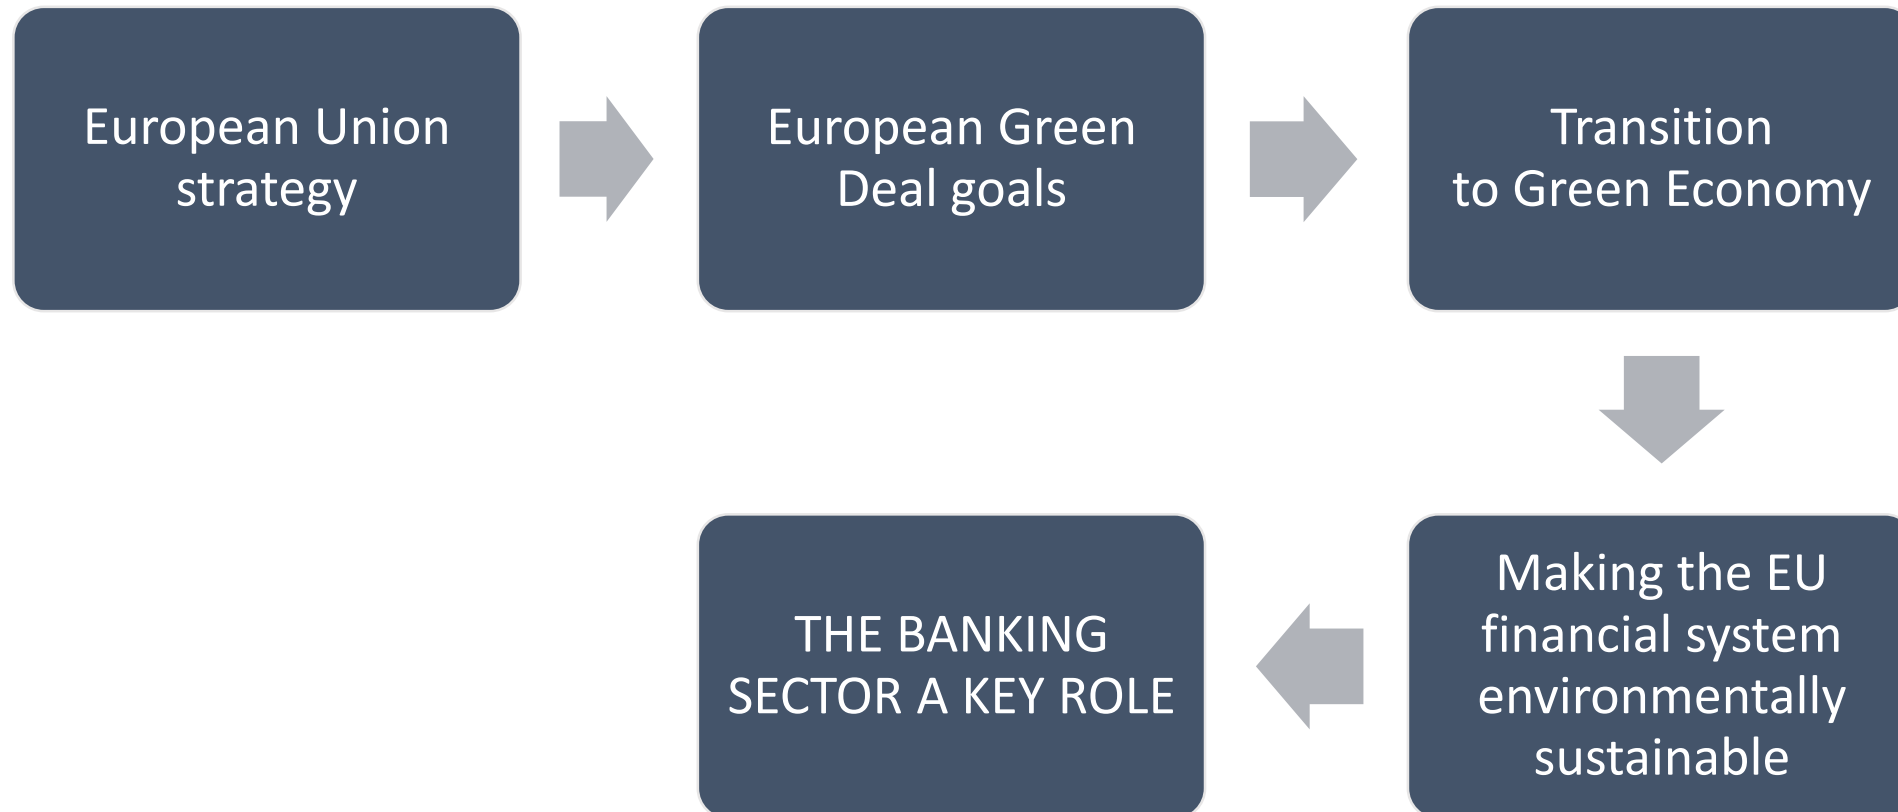 European Union
strategy
European Green
Deal goals
Transition
to Green Economy
Making the EU
financial system
environmentally
sustainable
THE BANKING
SECTOR A KEY ROLE